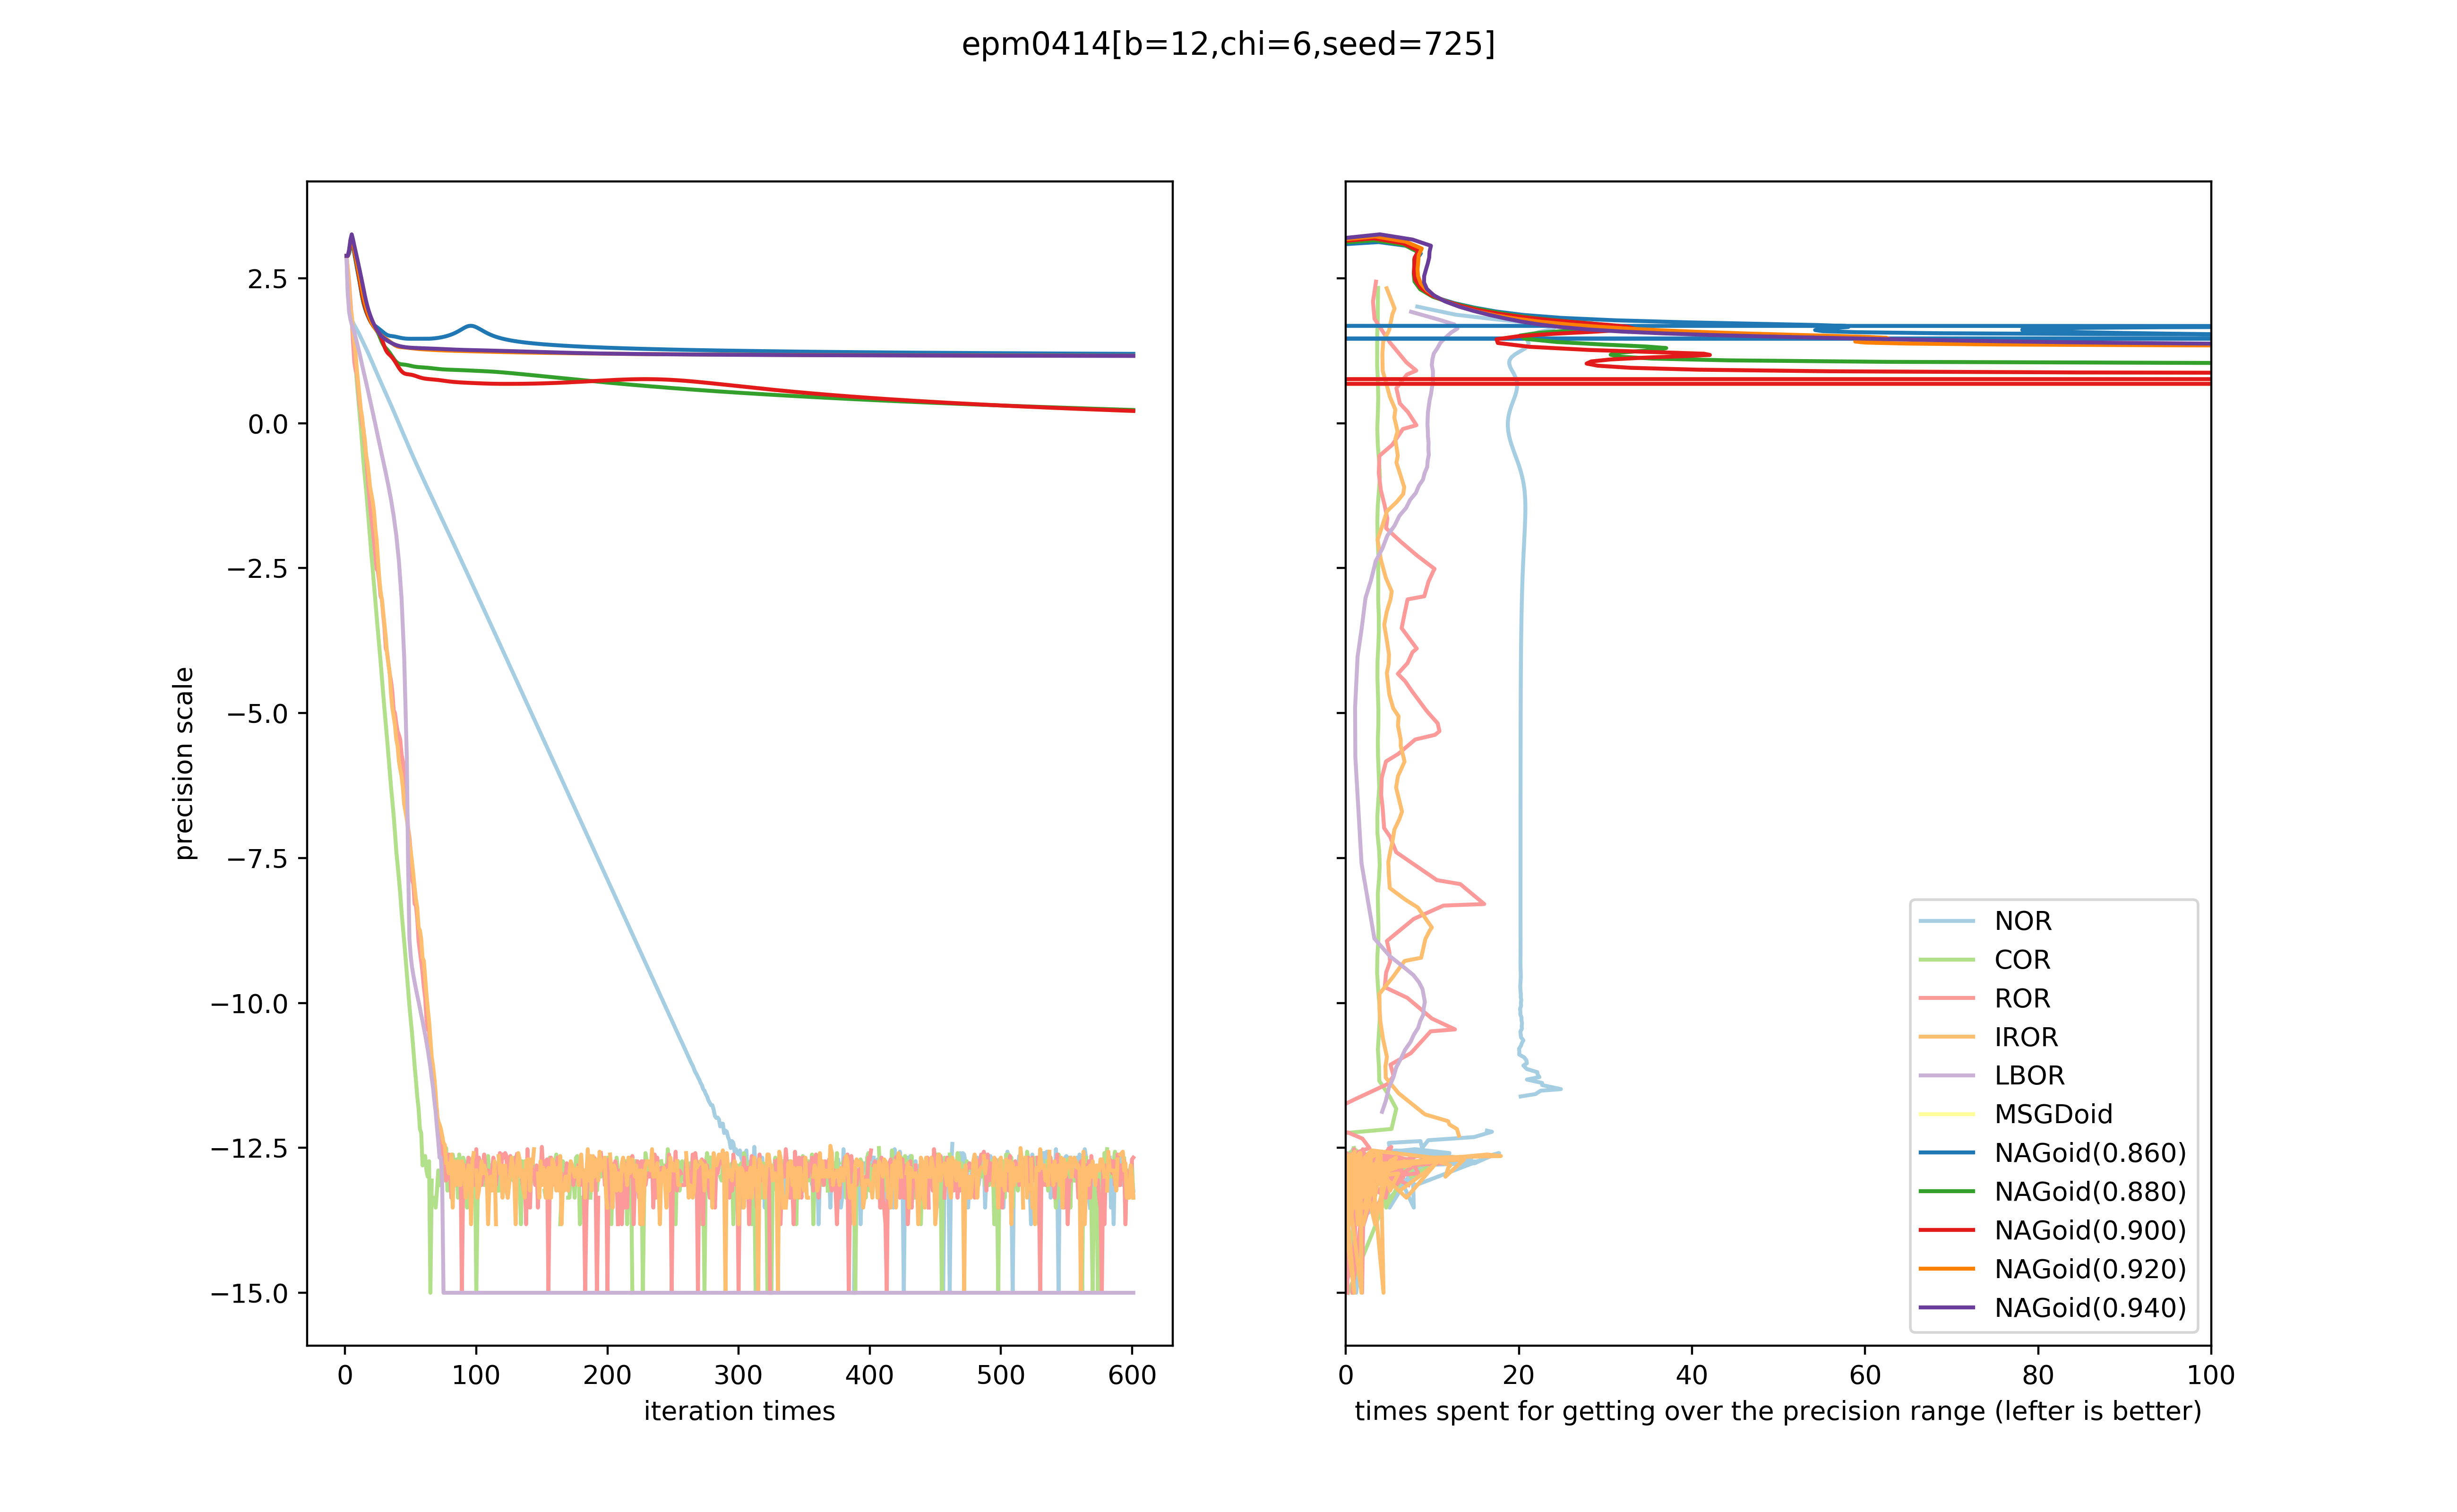 epm0414[b=12,chi=6,seed=725]
precision scale
2.5
0.0
−2.5
−5.0
−7.5
−10.0
−12.5
−15.0
0 100 200 300 400 500 600
iteration times
NOR
COR
ROR
IROR
LBOR
MSGDoid
NAGoid(0.860)
NAGoid(0.880)
NAGoid(0.900)
NAGoid(0.920)
NAGoid(0.940)
0 20 40 60 80 100
times spent for getting over the precision range (lefter is better)